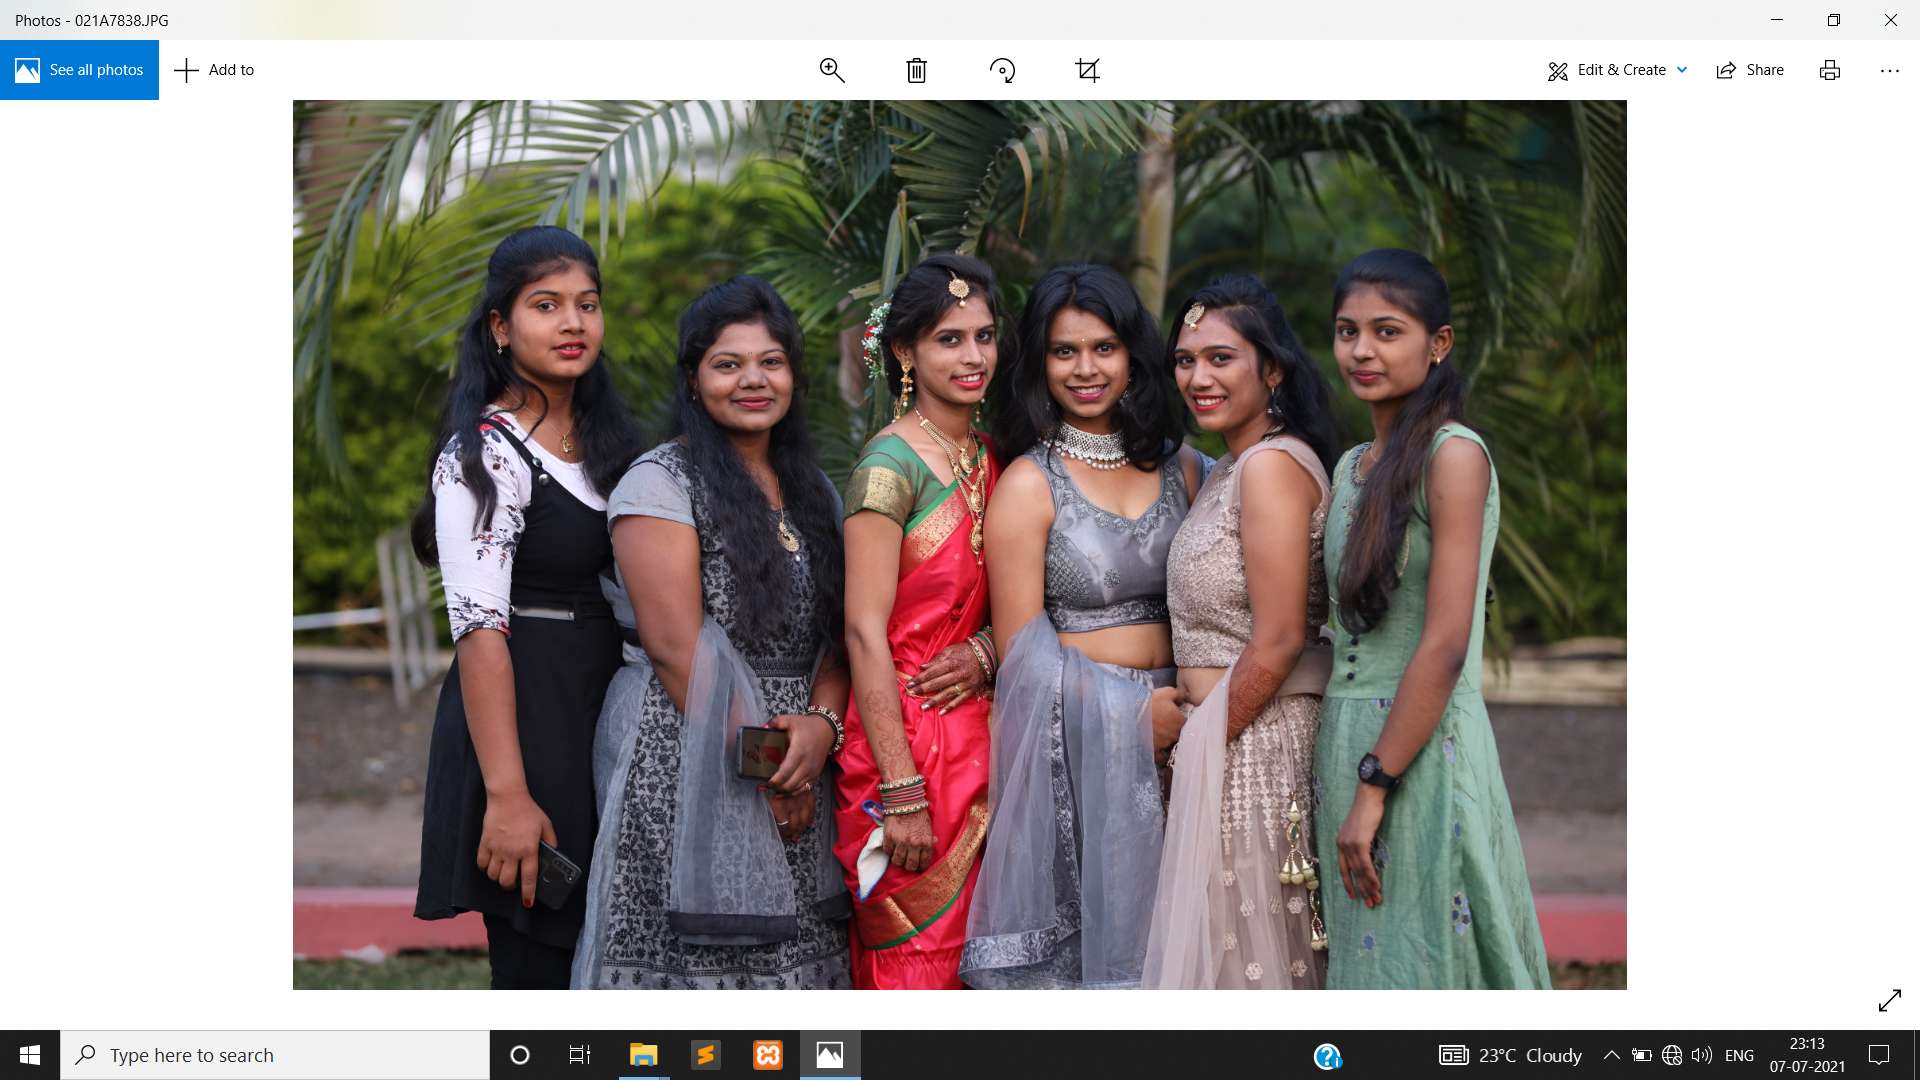 Photos - 021A7838.JPG
See all photos
Add to
Edit & Create
Share
Type here to search
23°C Cloudy
ENG
23:13
07-07-2021